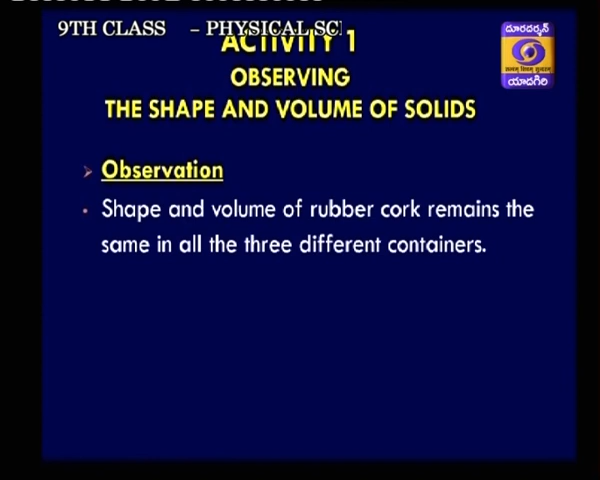 9TH CLASS - PHYSICAL SCI
ACTIVITY 1
OBSERVING
THE SHAPE AND VOLUME OF SOLIDS
దూరదర్శన్
యాదగిరి
Observation
Shape and volume of rubber cork remains the
same in all the three different containers.